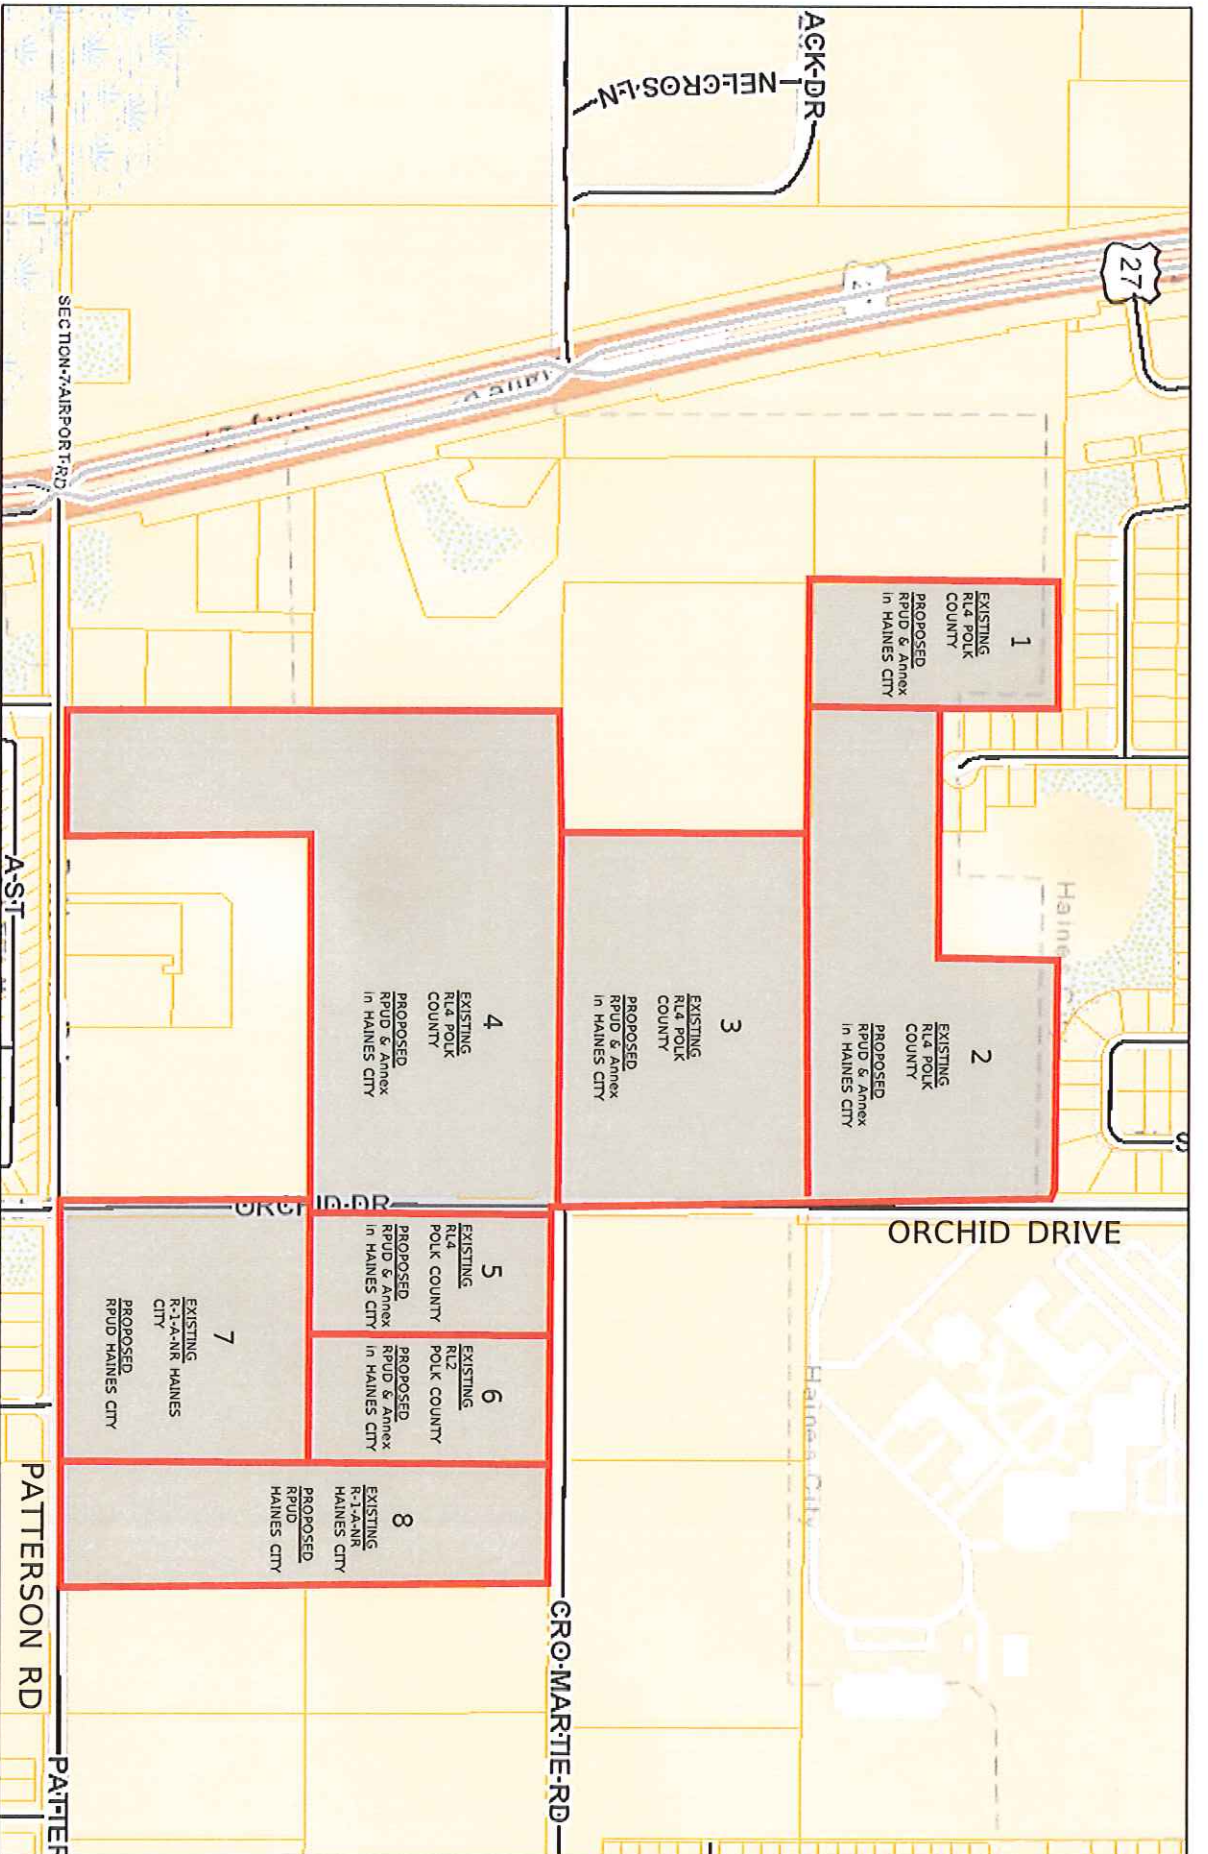 ACK-DR
NEL-CROS-LN
27
SECTION-7-AIRPORT-RD
1
EXISTING
RL4 POLK
COUNTY
PROPOSED
RPUD & Annex
in HAINES CITY
2
EXISTING
RL4 POLK
COUNTY
PROPOSED
RPUD & Annex
in HAINES CITY
3
EXISTING
RL4 POLK
COUNTY
PROPOSED
RPUD & Annex
in HAINES CITY
4
EXISTING
RL4 POLK
COUNTY
PROPOSED
RPUD & Annex
in HAINES CITY
5
EXISTING
RL4
POLK COUNTY
PROPOSED
RPUD & Annex
in HAINES CITY
6
EXISTING
RL2
POLK COUNTY
PROPOSED
RPUD & Annex
in HAINES CITY
7
EXISTING
R-1-A-NR HAINES
CITY
PROPOSED
RPUD HAINES CITY
8
EXISTING
R-1-A-NR
HAINES CITY
PROPOSED
RPUD
HAINES CITY
Haines City
Haines City
S
ORCHID DRIVE
ORCHID-DR
A-ST
CRO-MAR-TIE-RD
PATTERSON RD
PATTER